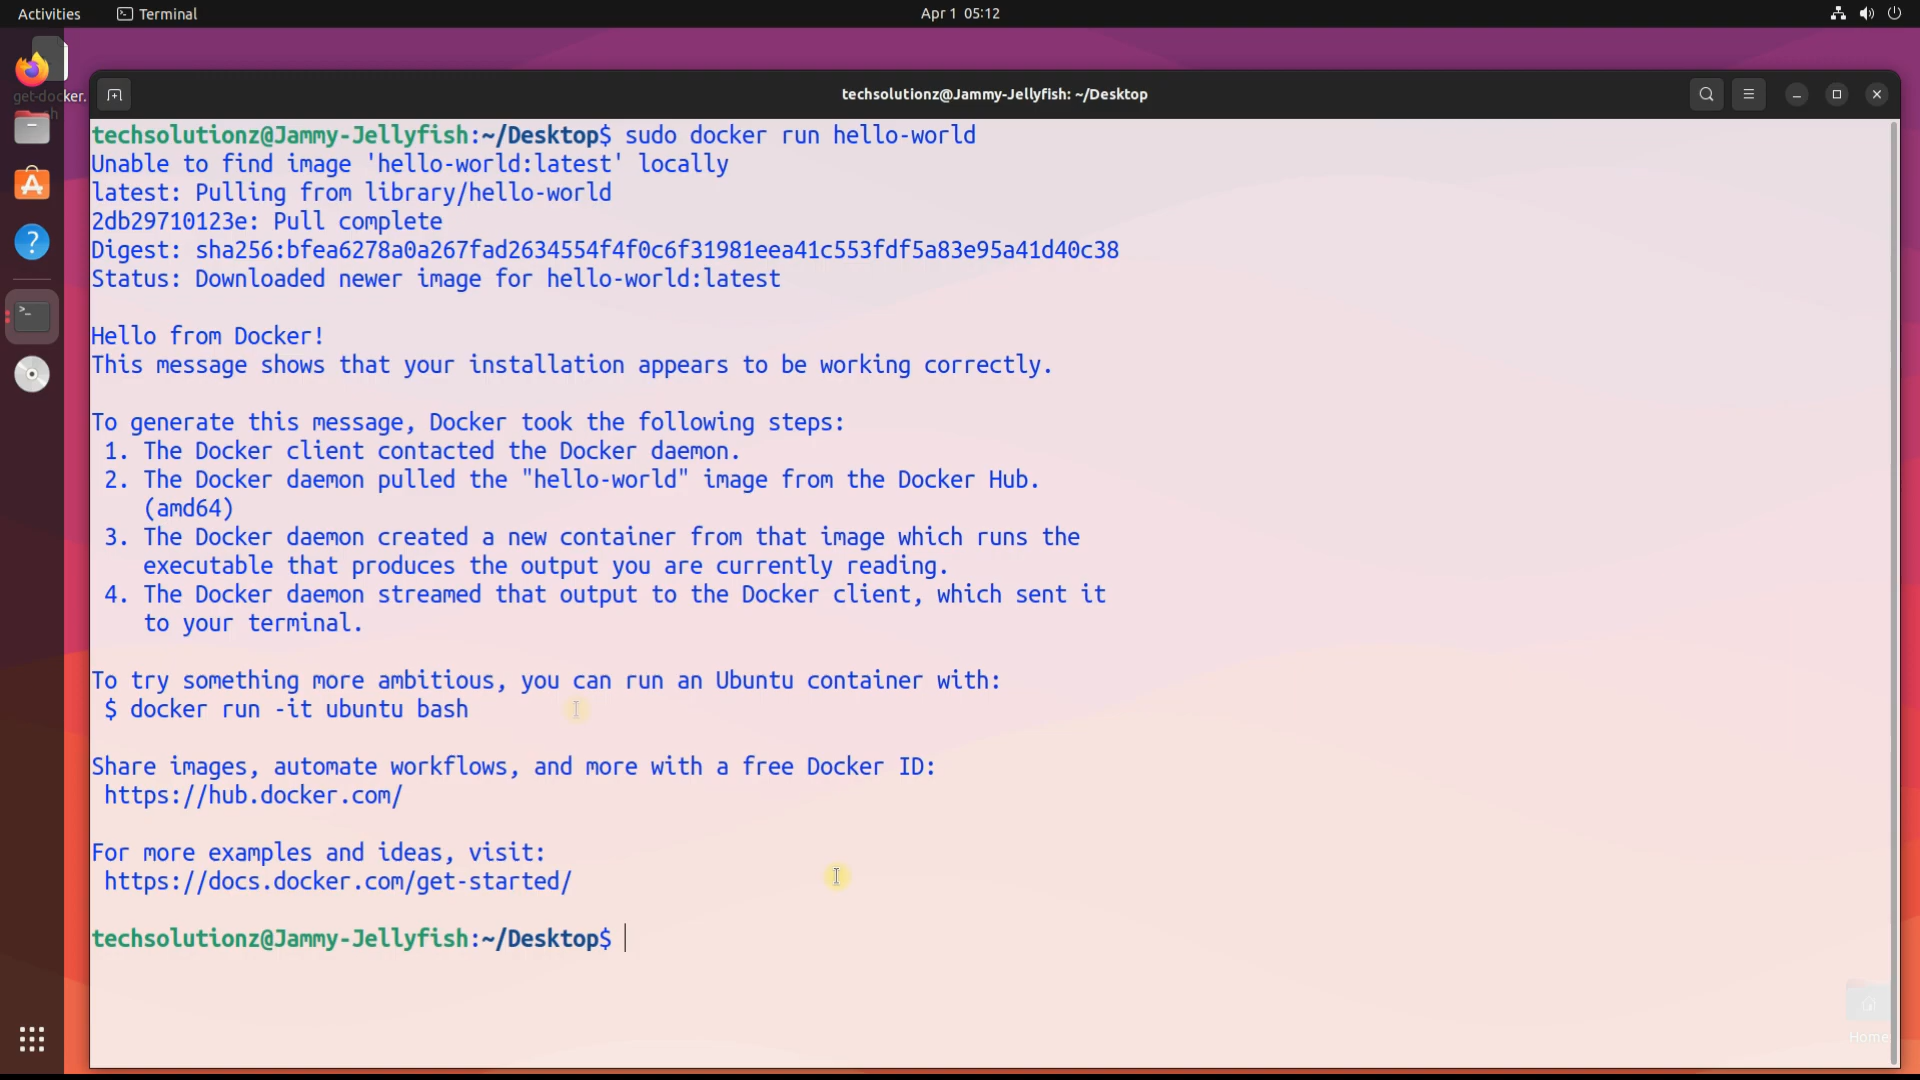 Activities Terminal Apr 1 05:12
get-docker.
sh
techsolutionz@Jammy-Jellyfish: ~/Desktop
techsolutionz@Jammy-Jellyfish:~/Desktop$ sudo docker run hello-world
Unable to find image 'hello-world:latest' locally
latest: Pulling from library/hello-world
2db29710123e: Pull complete
Digest: sha256:bfea6278a0a267fad2634554f4f0c6f31981eea41c553fdf5a83e95a41d40c38
Status: Downloaded newer image for hello-world:latest
Hello from Docker!
This message shows that your installation appears to be working correctly.
To generate this message, Docker took the following steps:
1. The Docker client contacted the Docker daemon.
2. The Docker daemon pulled the "hello-world" image from the Docker Hub.
(amd64)
3. The Docker daemon created a new container from that image which runs the
executable that produces the output you are currently reading.
4. The Docker daemon streamed that output to the Docker client, which sent it
to your terminal.
To try something more ambitious, you can run an Ubuntu container with:
$ docker run -it ubuntu bash
Share images, automate workflows, and more with a free Docker ID:
https://hub.docker.com/
For more examples and ideas, visit:
https://docs.docker.com/get-started/
techsolutionz@Jammy-Jellyfish:~/Desktop$
Home